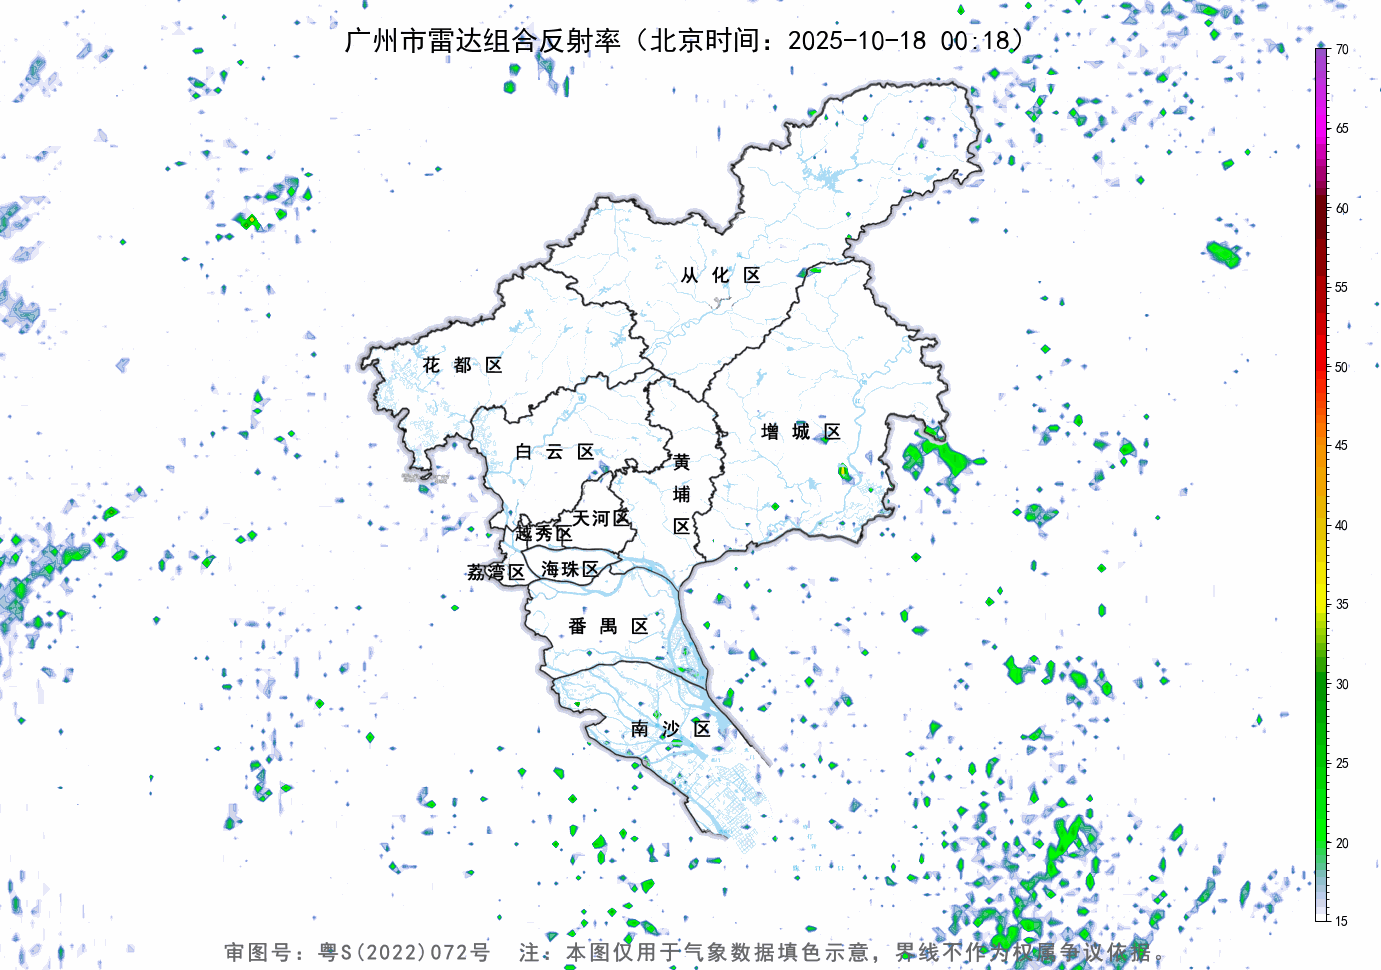 广州市雷达组合反射率（北京时间：2025-10-18 00:18）
70
65
60
55
50
45
40
35
30
25
20
15
从化区
花都区
增城区
白云区
黄埔区
天河区
越秀区
海珠区
荔湾区
番禺区
南沙区
审图号：粤S(2022)072号 注：本图仅用于气象数据填色示意，界线不作为权属争议依据。